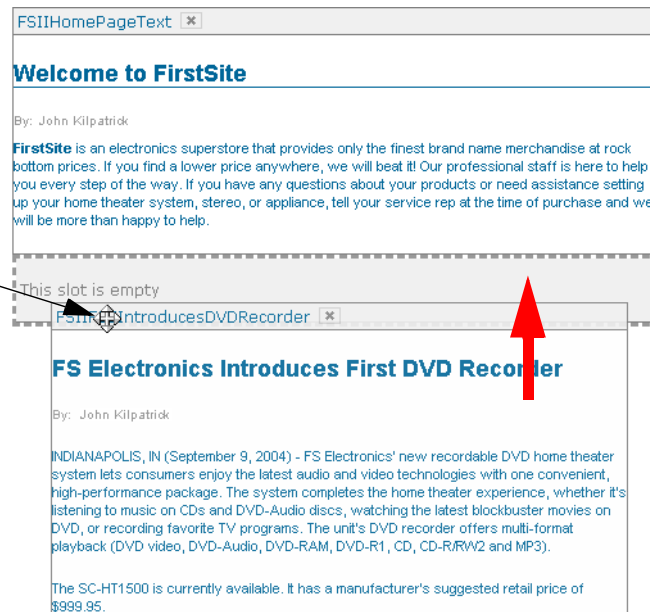 FSIIHomePageText
Welcome to FirstSite
By: John Kilpatrick
FirstSite is an electronics superstore that provides only the finest brand name merchandise at rock
bottom prices. If you find a lower price anywhere, we will beat it! Our professional staff is here to help
you every step of the way. If you have any questions about your products or need assistance setting
up your home theater system, stereo, or appliance, tell your service rep at the time of purchase and we
will be more than happy to help.
This slot is empty
IntroducesDVDRecorder
FS Electronics Introduces First DVD Recorder
By: John Kilpatrick
INDIANAPOLIS, IN (September 9, 2004) - FS Electronics' new recordable DVD home theater
system lets consumers enjoy the latest audio and video technologies with one convenient,
high-performance package. The system completes the home theater experience, whether it's
listening to music on CDs and DVD-Audio discs, watching the latest blockbuster movies on
DVD, or recording favorite TV programs. The unit's DVD recorder offers multi-format
playback (DVD video, DVD-Audio, DVD-RAM, DVD-R1, CD, CD-R/RW2 and MP3).
The SC-HT1500 is currently available. It has a manufacturer's suggested retail price of
$999.95.